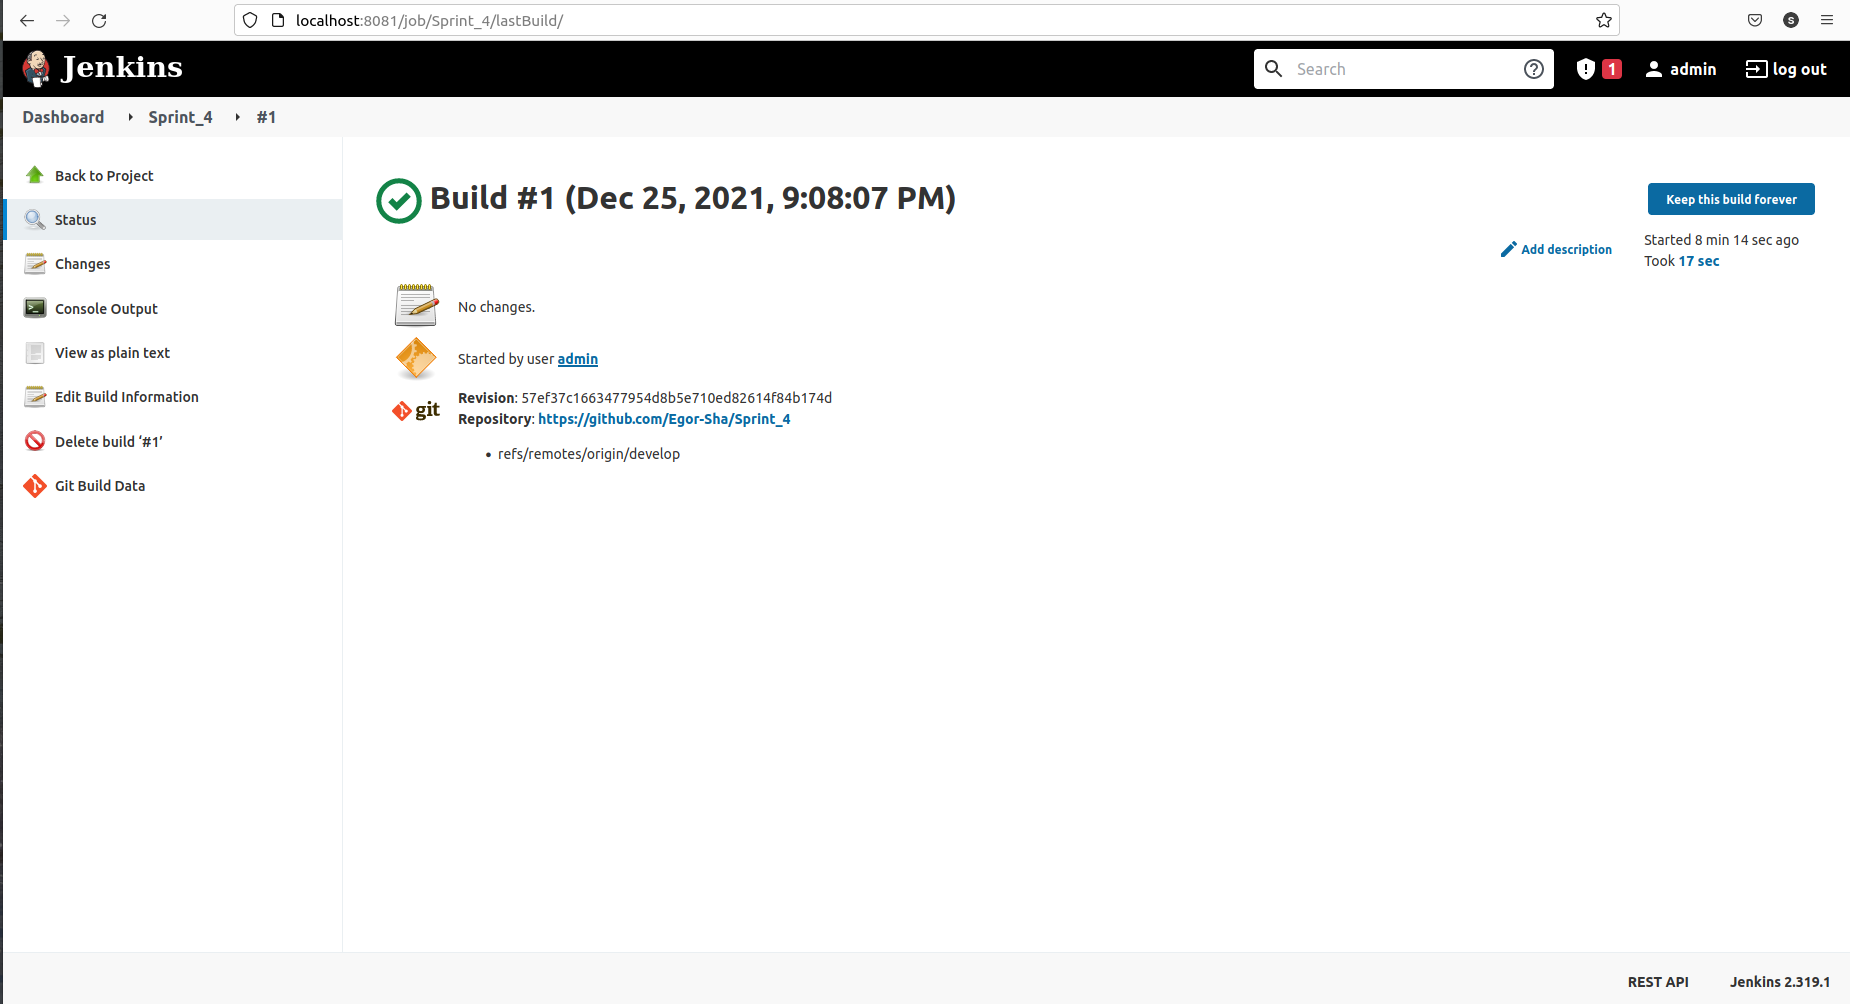 localhost:8081/job/Sprint_4/lastBuild/
S
Jenkins
Search
1
admin
log out
Dashboard
Sprint_4
#1
Back to Project
Status
Changes
Console Output
View as plain text
Edit Build Information
Delete build ‘#1’
Git Build Data
Build #1 (Dec 25, 2021, 9:08:07 PM)
Keep this build forever
Add description
Started 8 min 14 sec ago
Took 17 sec
No changes.
Started by user admin
git
Revision: 57ef37c1663477954d8b5e710ed82614f84b174d
Repository: https://github.com/Egor-Sha/Sprint_4
• refs/remotes/origin/develop
REST API
Jenkins 2.319.1